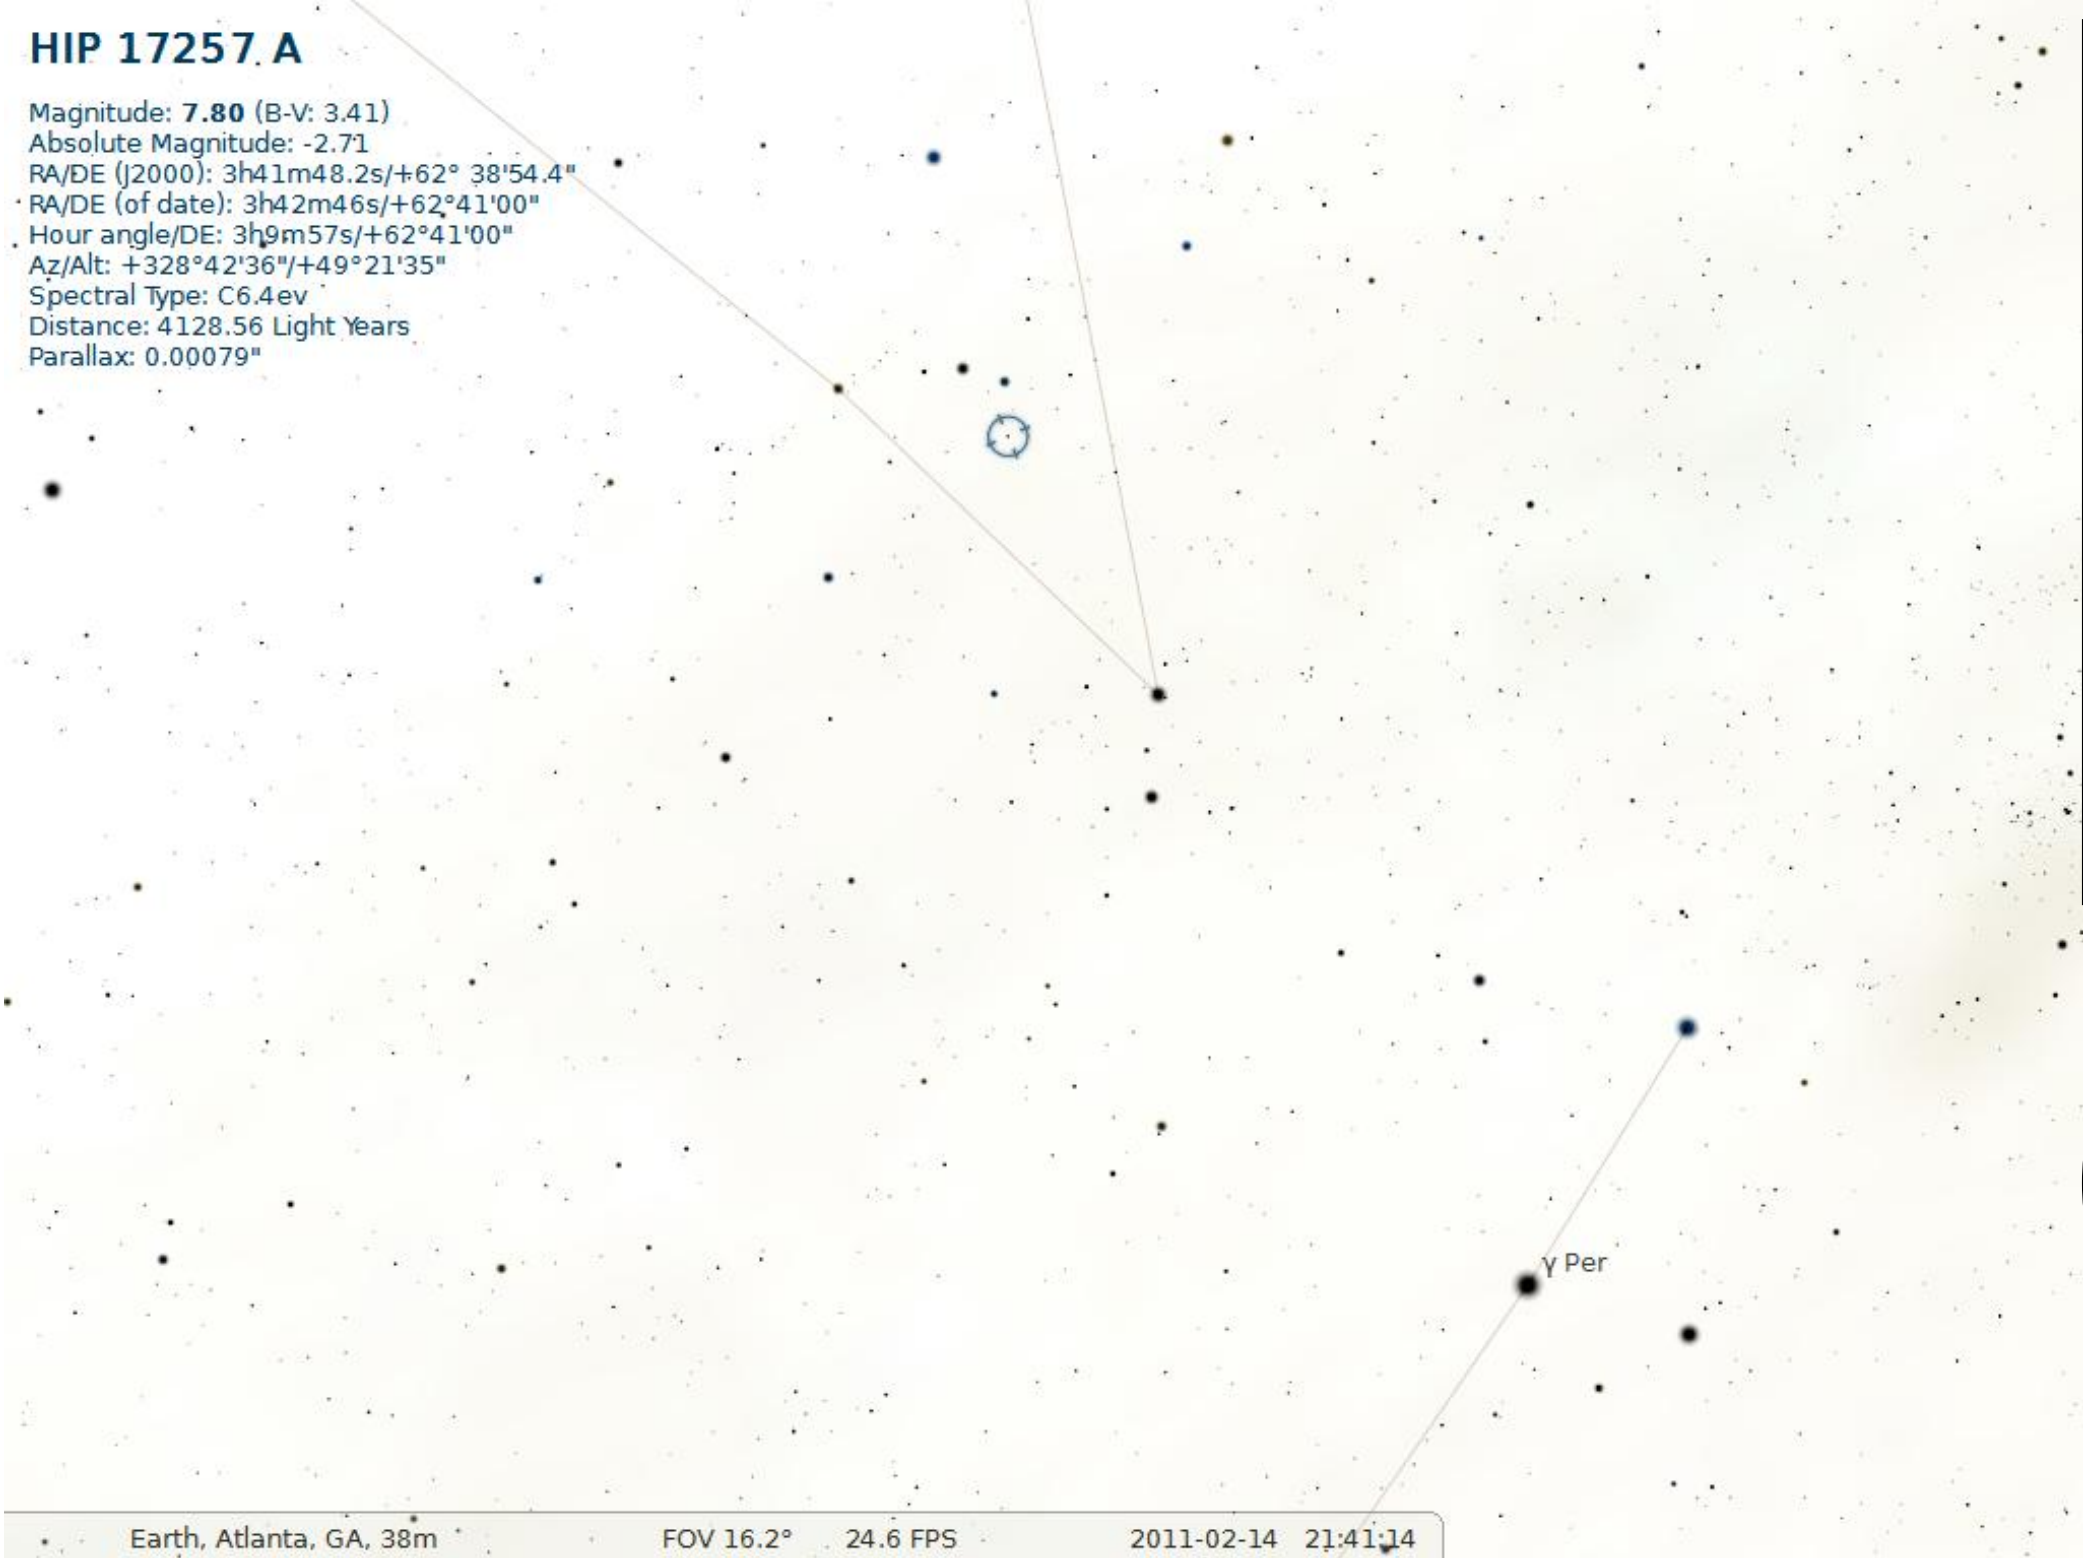 HIP 17257 A
Magnitude: 7.80 (B-V: 3.41)
Absolute Magnitude: -2.71
RA/DE (J2000): 3h41m48.2s/+62° 38'54.4"
RA/DE (of date): 3h42m46s/+62°41'00"
Hour angle/DE: 3h9m57s/+62°41'00"
Az/Alt: +328°42'36"/+49°21'35"
Spectral Type: C6.4ev
Distance: 4128.56 Light Years
Parallax: 0.00079"
γ Per
Earth, Atlanta, GA, 38m FOV 16.2° 24.6 FPS 2011-02-14 21:41:14